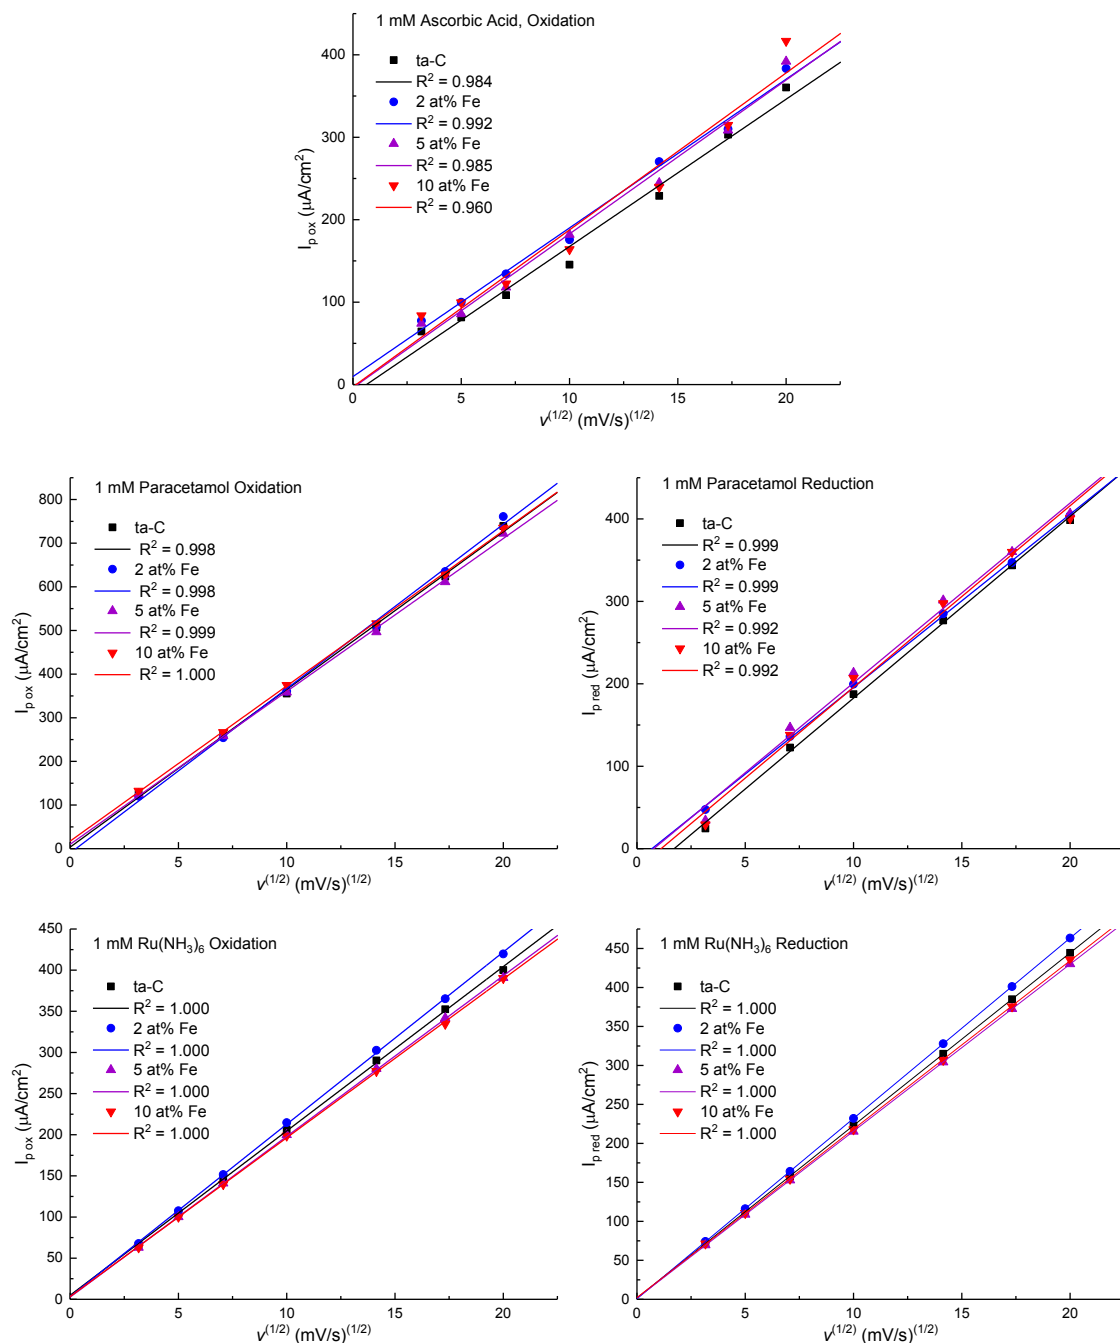 1 mM Ascorbic Acid, Oxidation
400
300
200
100
0
I p ox (µA/cm²)
ta-C
R² = 0.984
2 at% Fe
R² = 0.992
5 at% Fe
R² = 0.985
10 at% Fe
R² = 0.960
0 5 10 15 20
v^(1/2) (mV/s)^(1/2)
1 mM Paracetamol Oxidation
800
700
600
500
400
300
200
100
0
I p ox (µA/cm²)
ta-C
R² = 0.998
2 at% Fe
R² = 0.998
5 at% Fe
R² = 0.999
10 at% Fe
R² = 1.000
0 5 10 15 20
v^(1/2) (mV/s)^(1/2)
1 mM Paracetamol Reduction
400
300
200
100
0
I p red (µA/cm²)
ta-C
R² = 0.999
2 at% Fe
R² = 0.999
5 at% Fe
R² = 0.992
10 at% Fe
R² = 0.992
0 5 10 15 20
v^(1/2) (mV/s)^(1/2)
1 mM Ru(NH₃)₆ Oxidation
450
400
350
300
250
200
150
100
50
0
I p ox (µA/cm²)
ta-C
R² = 1.000
2 at% Fe
R² = 1.000
5 at% Fe
R² = 1.000
10 at% Fe
R² = 1.000
0 5 10 15 20
v^(1/2) (mV/s)^(1/2)
1 mM Ru(NH₃)₆ Reduction
450
400
350
300
250
200
150
100
50
0
I p red (µA/cm²)
ta-C
R² = 1.000
2 at% Fe
R² = 1.000
5 at% Fe
R² = 1.000
10 at% Fe
R² = 1.000
0 5 10 15 20
v^(1/2) (mV/s)^(1/2)